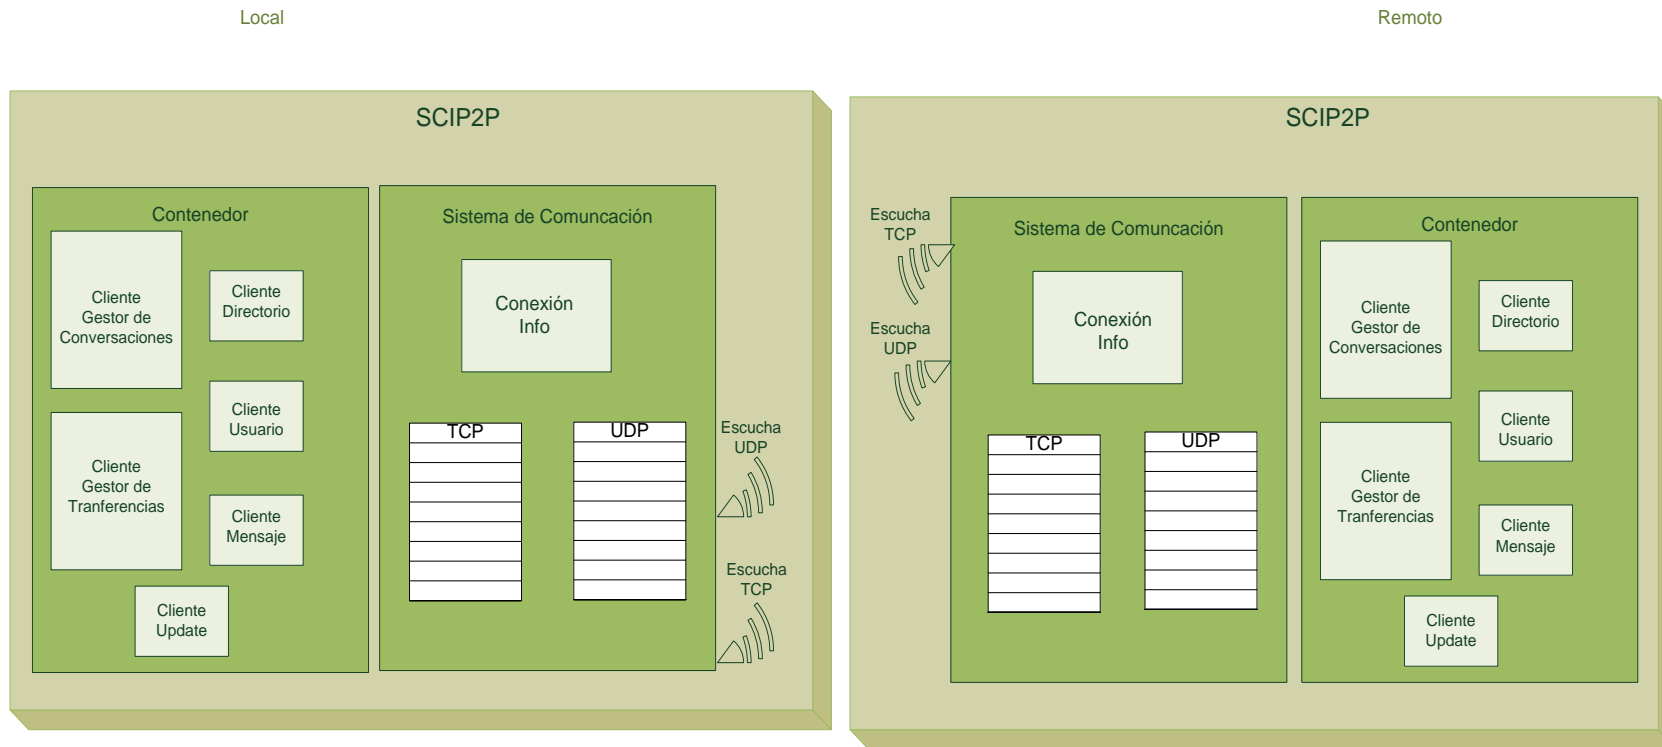 Local
Remoto
SCIP2P
Contenedor
Cliente
Gestor de
Conversaciones
Cliente
Directorio
Cliente
Usuario
Cliente
Gestor de
Tranferencias
Cliente
Mensaje
Cliente
Update
Sistema de Comuncación
Conexión
Info
TCP
UDP
Escucha
UDP
Escucha
TCP
SCIP2P
Escucha
TCP
Escucha
UDP
Sistema de Comuncación
Conexión
Info
TCP
UDP
Contenedor
Cliente
Gestor de
Conversaciones
Cliente
Directorio
Cliente
Usuario
Cliente
Gestor de
Tranferencias
Cliente
Mensaje
Cliente
Update